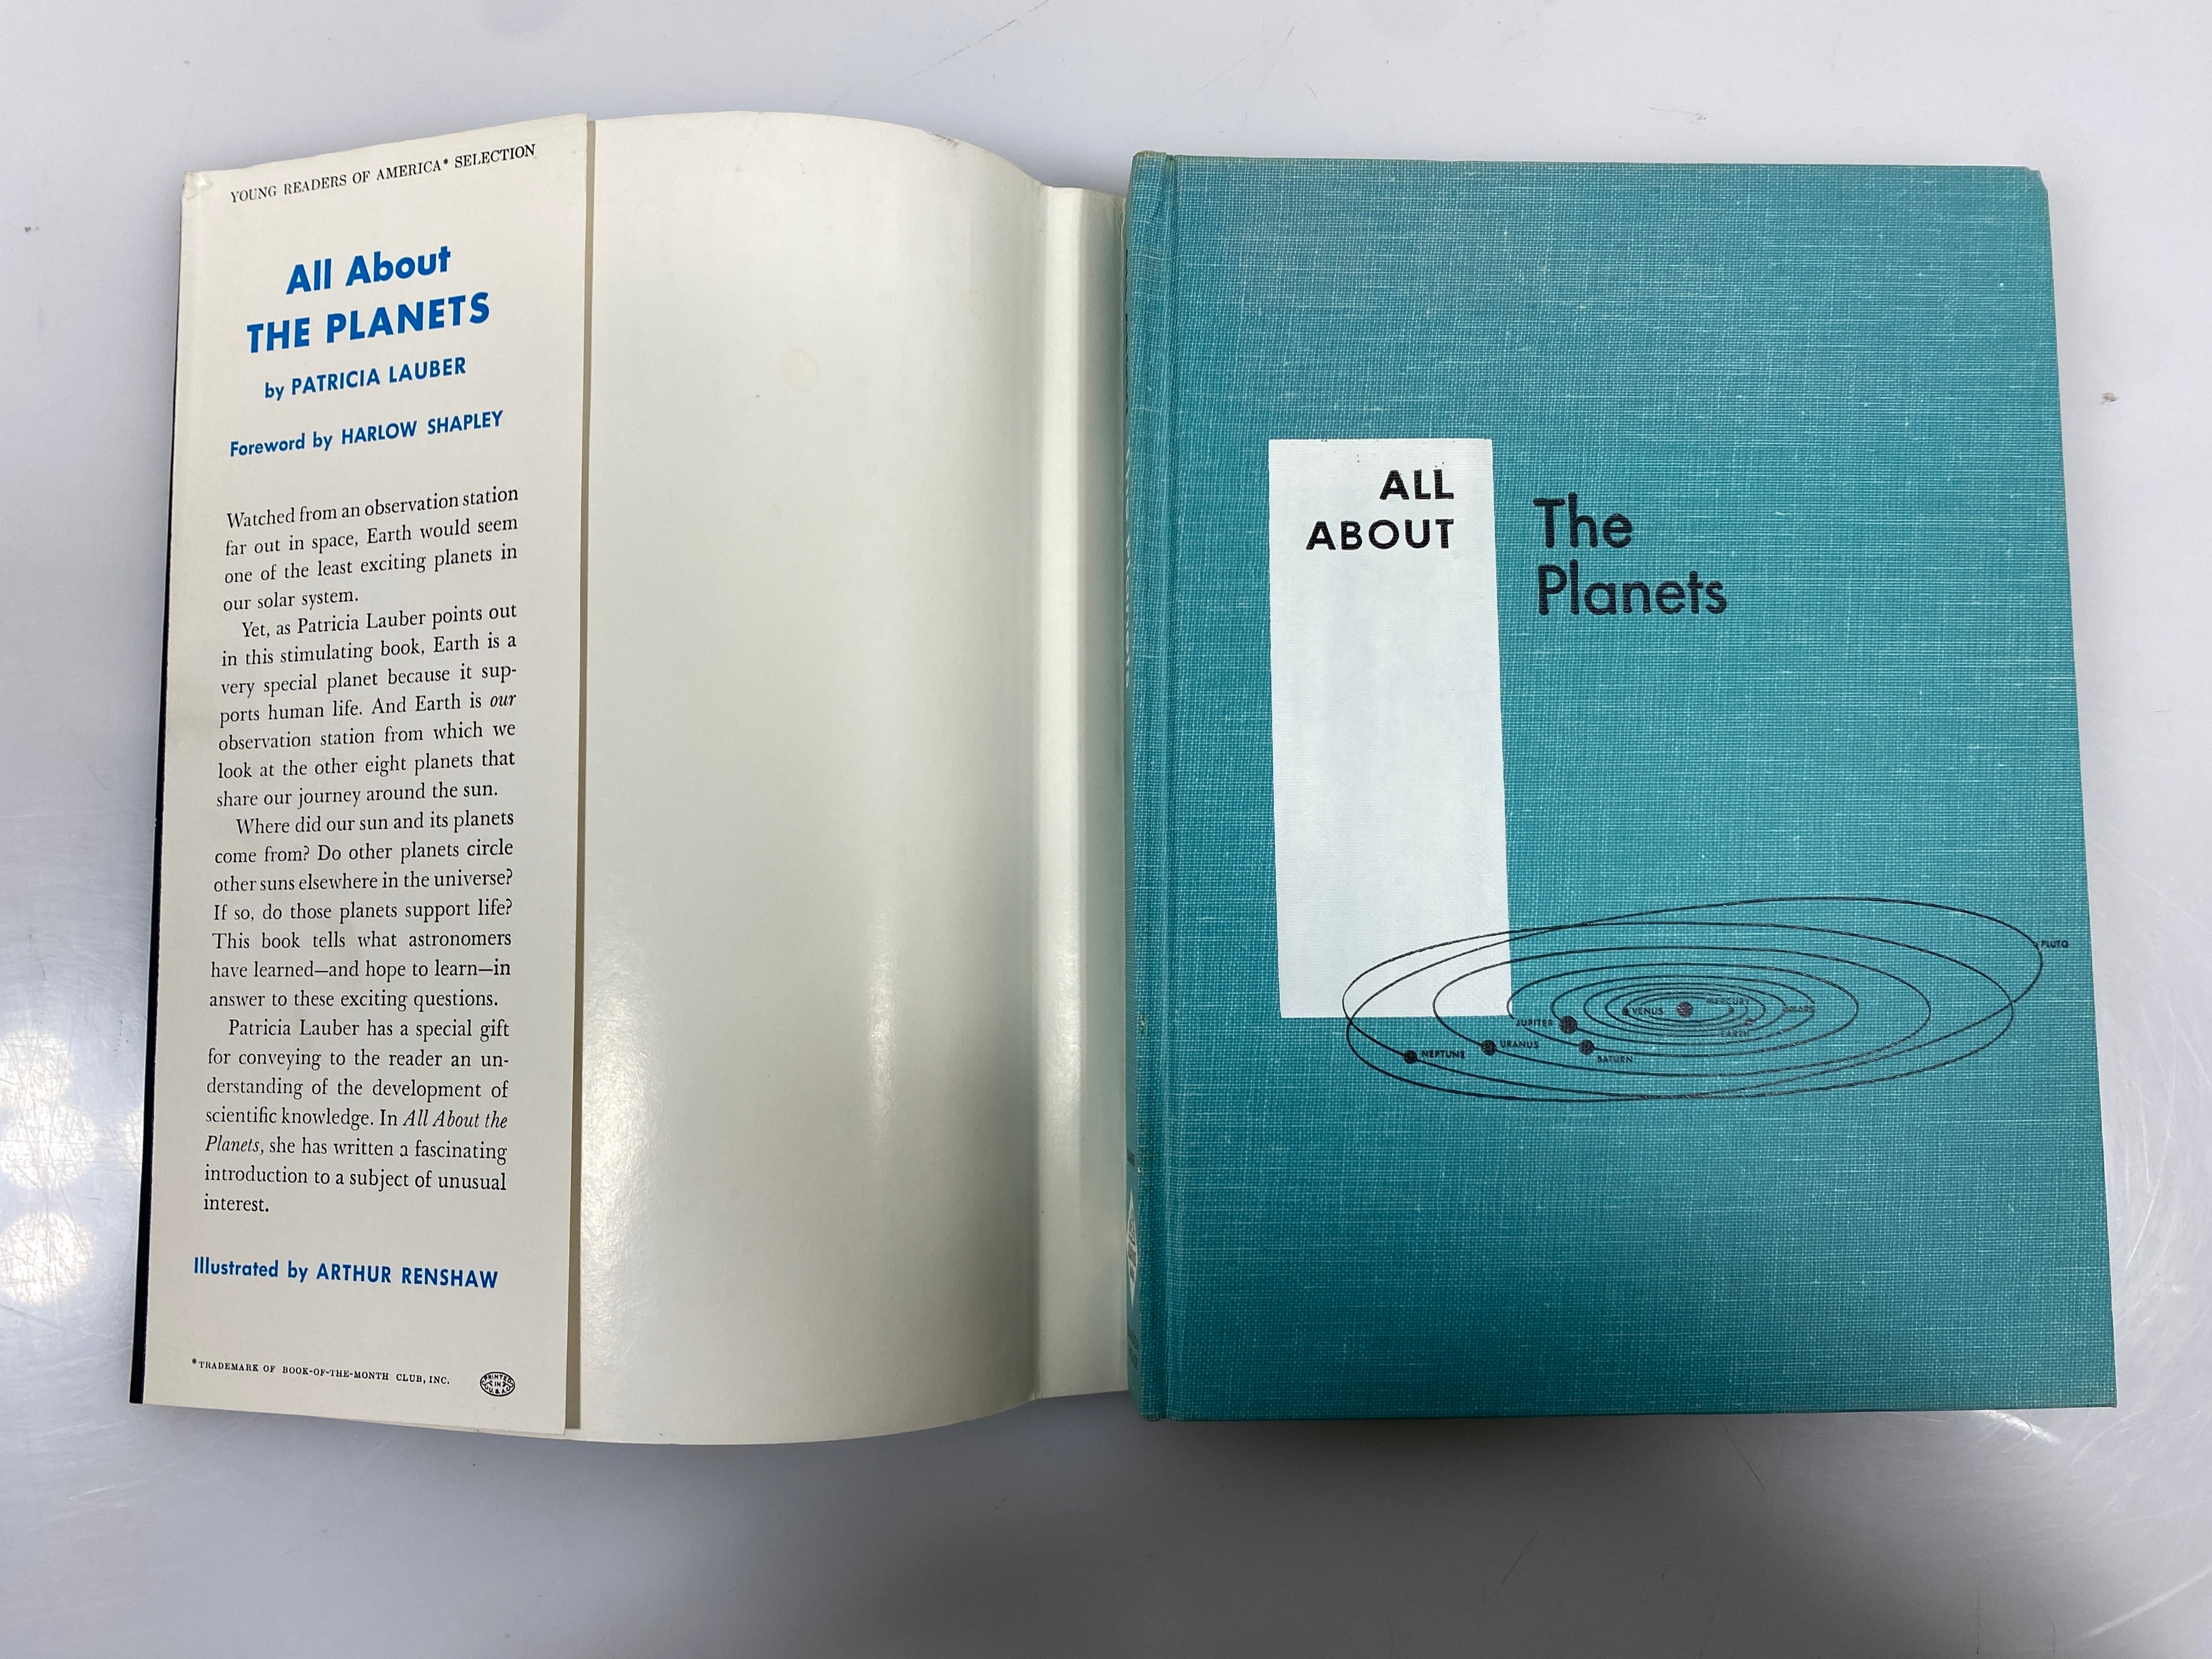 YOUNG READERS OF AMERICA* SELECTION
All About
THE PLANETS
by PATRICIA LAUBER
Foreword by HARLOW SHAPLEY
Watched from an observation station
far out in space, Earth would seem
one of the least exciting planets in
our solar system.
Yet, as Patricia Lauber points out
in this stimulating book, Earth is a
very special planet because it sup-
ports human life. And Earth is our
observation station from which we
look at the other eight planets that
share our journey around the sun.
Where did our sun and its planets
come from? Do other planets circle
other suns elsewhere in the universe?
If so, do those planets support life?
This book tells what astronomers
have learned—and hope to learn—in
answer to these exciting questions.
Patricia Lauber has a special gift
for conveying to the reader an un-
derstanding of the development of
scientific knowledge. In All About the
Planets, she has written a fascinating
introduction to a subject of unusual
interest.
Illustrated by ARTHUR RENSHAW
*TRADEMARK OF BOOK-OF-THE-MONTH CLUB, INC.
PRINTED
IN
U.S.A.
ALL
ABOUT
The
Planets
PLUTO
MERCURY
VENUS
MARS
JUPITER
EARTH
URANUS
NEPTUNE
SATURN